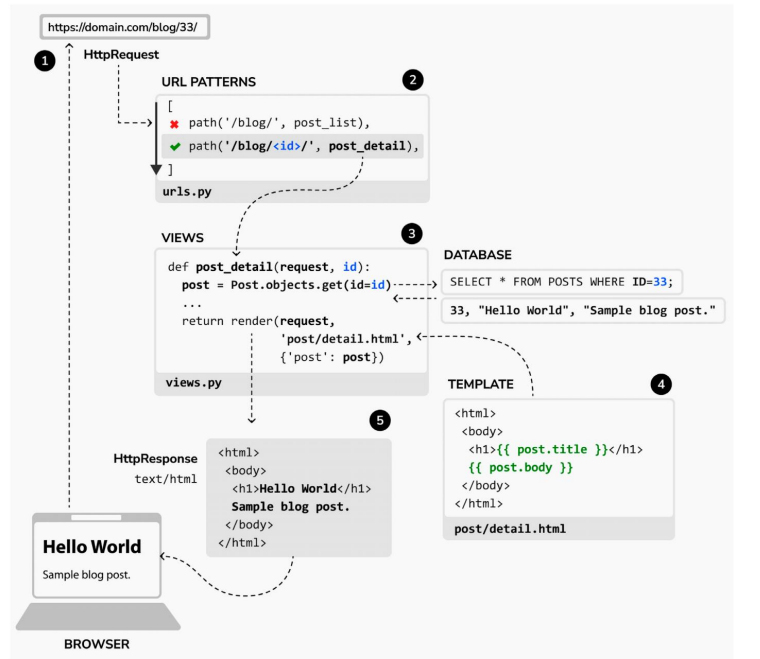 https://domain.com/blog/33/
1
HttpRequest
URL PATTERNS
2
[
path('/blog/', post_list),
path('/blog/<id>/', post_detail),
]
urls.py
VIEWS
3
def post_detail(request, id):
post = Post.objects.get(id=id)
...
return render(request,
'post/detail.html',
{'post': post})
views.py
DATABASE
SELECT * FROM POSTS WHERE ID=33;
33, "Hello World", "Sample blog post."
TEMPLATE
4
<html>
<body>
<h1>{{ post.title }}</h1>
{{ post.body }}
</body>
</html>
post/detail.html
5
HttpResponse
text/html
<html>
<body>
<h1>Hello World</h1>
Sample blog post.
</body>
</html>
Hello World
Sample blog post.
BROWSER